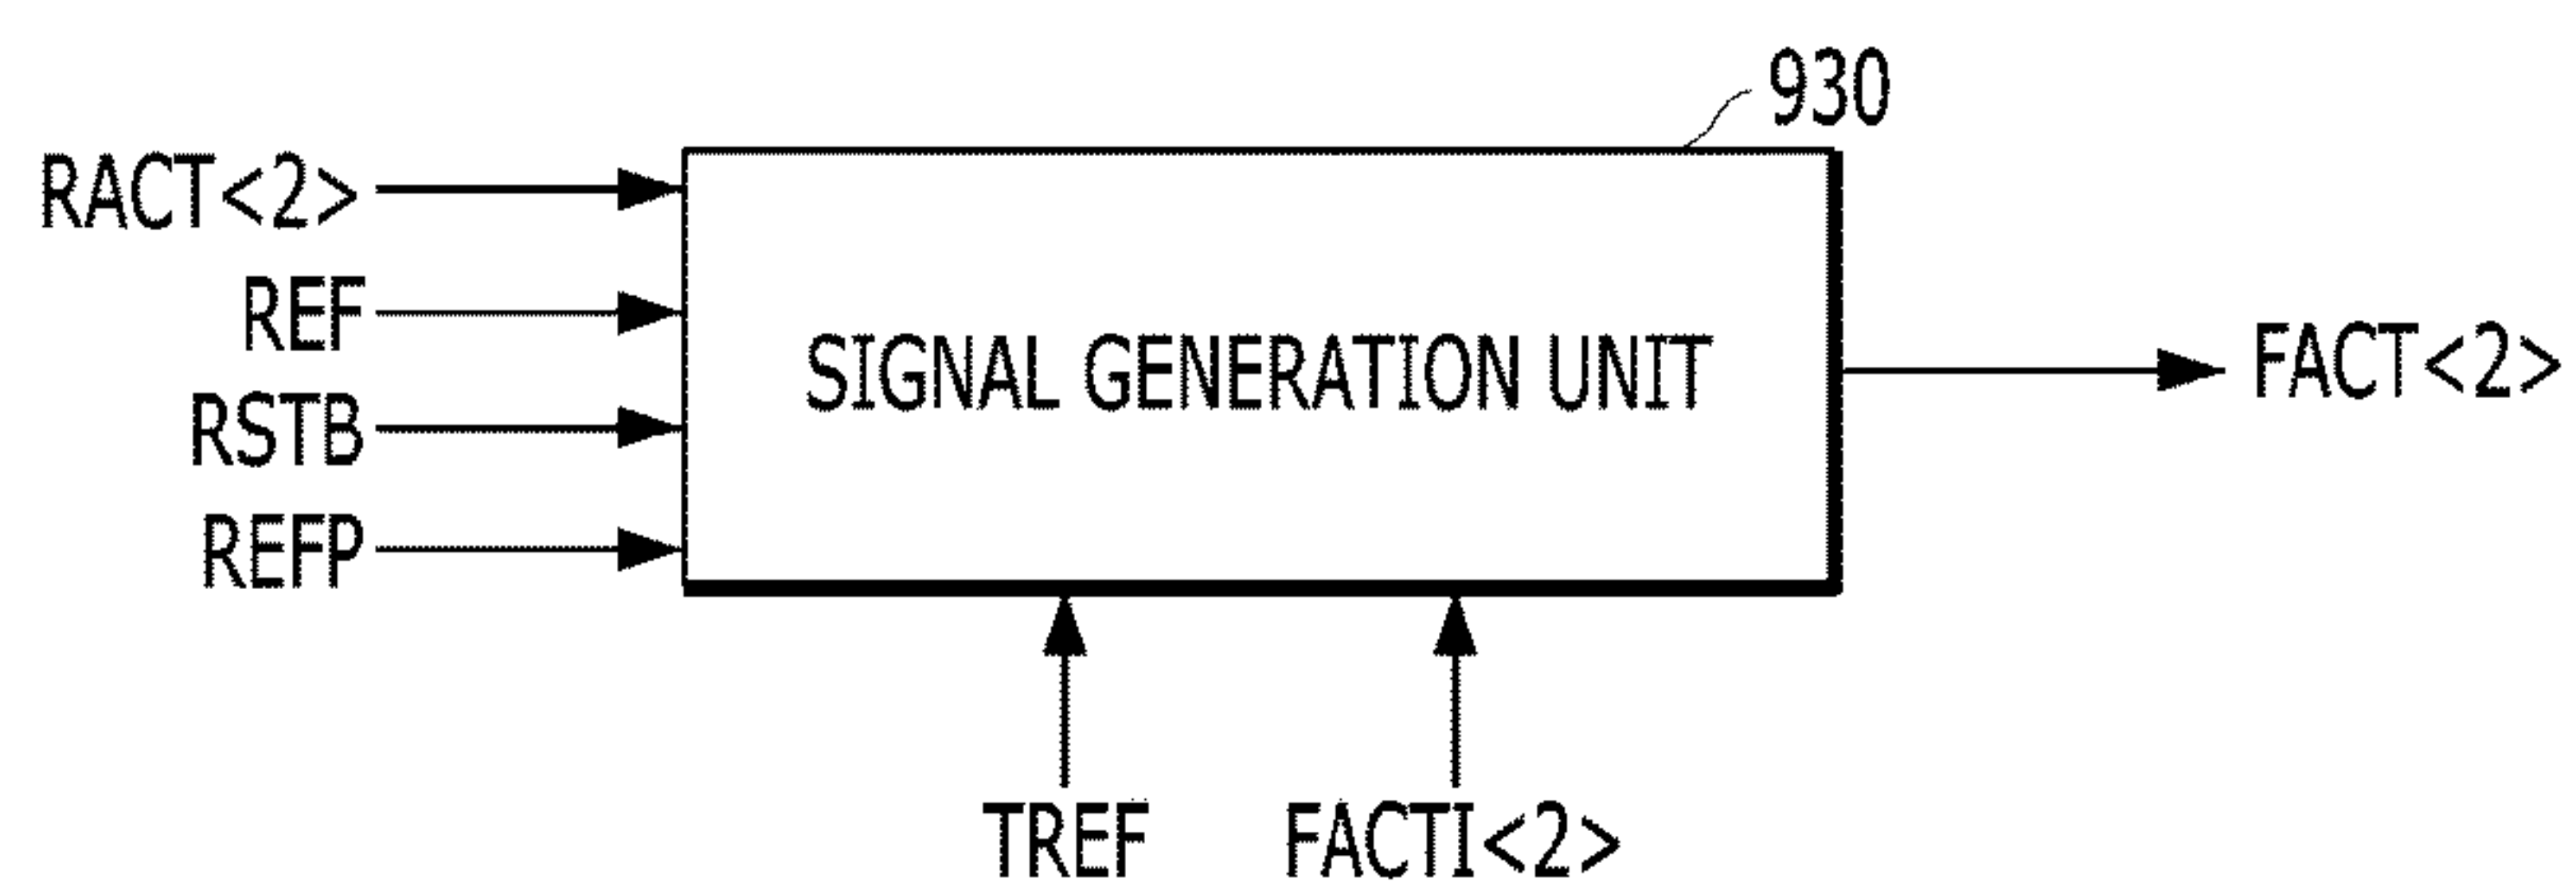 930
RACT<2>
REF
RSTB
REFP
SIGNAL GENERATION UNIT
FACT<2>
TREF
FACTI<2>